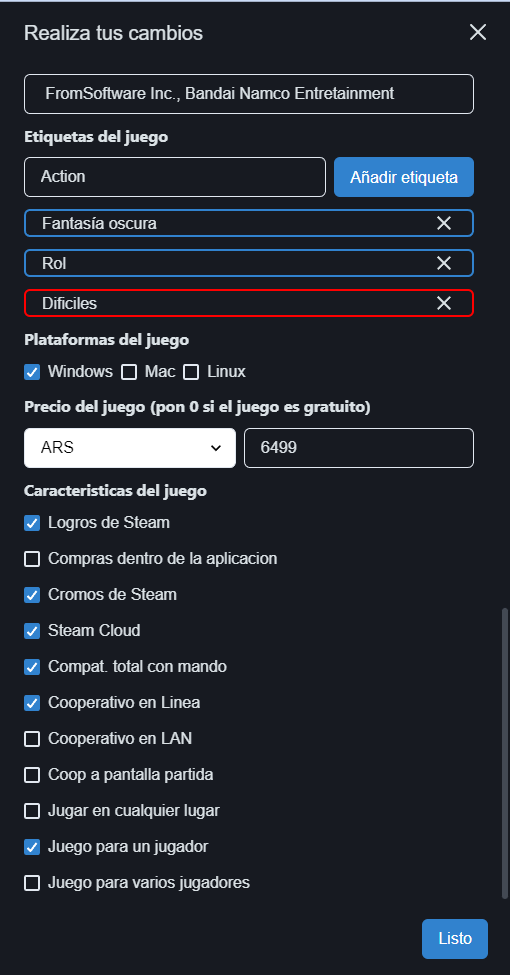 Realiza tus cambios
FromSoftware Inc., Bandai Namco Entretainment
Etiquetas del juego
Action
Añadir etiqueta
Fantasía oscura
Rol
Dificiles
Plataformas del juego
Windows Mac Linux
Precio del juego (pon 0 si el juego es gratuito)
ARS 6499
Caracteristicas del juego
Logros de Steam
Compras dentro de la aplicacion
Cromos de Steam
Steam Cloud
Compat. total con mando
Cooperativo en Linea
Cooperativo en LAN
Coop a pantalla partida
Jugar en cualquier lugar
Juego para un jugador
Juego para varios jugadores
Listo